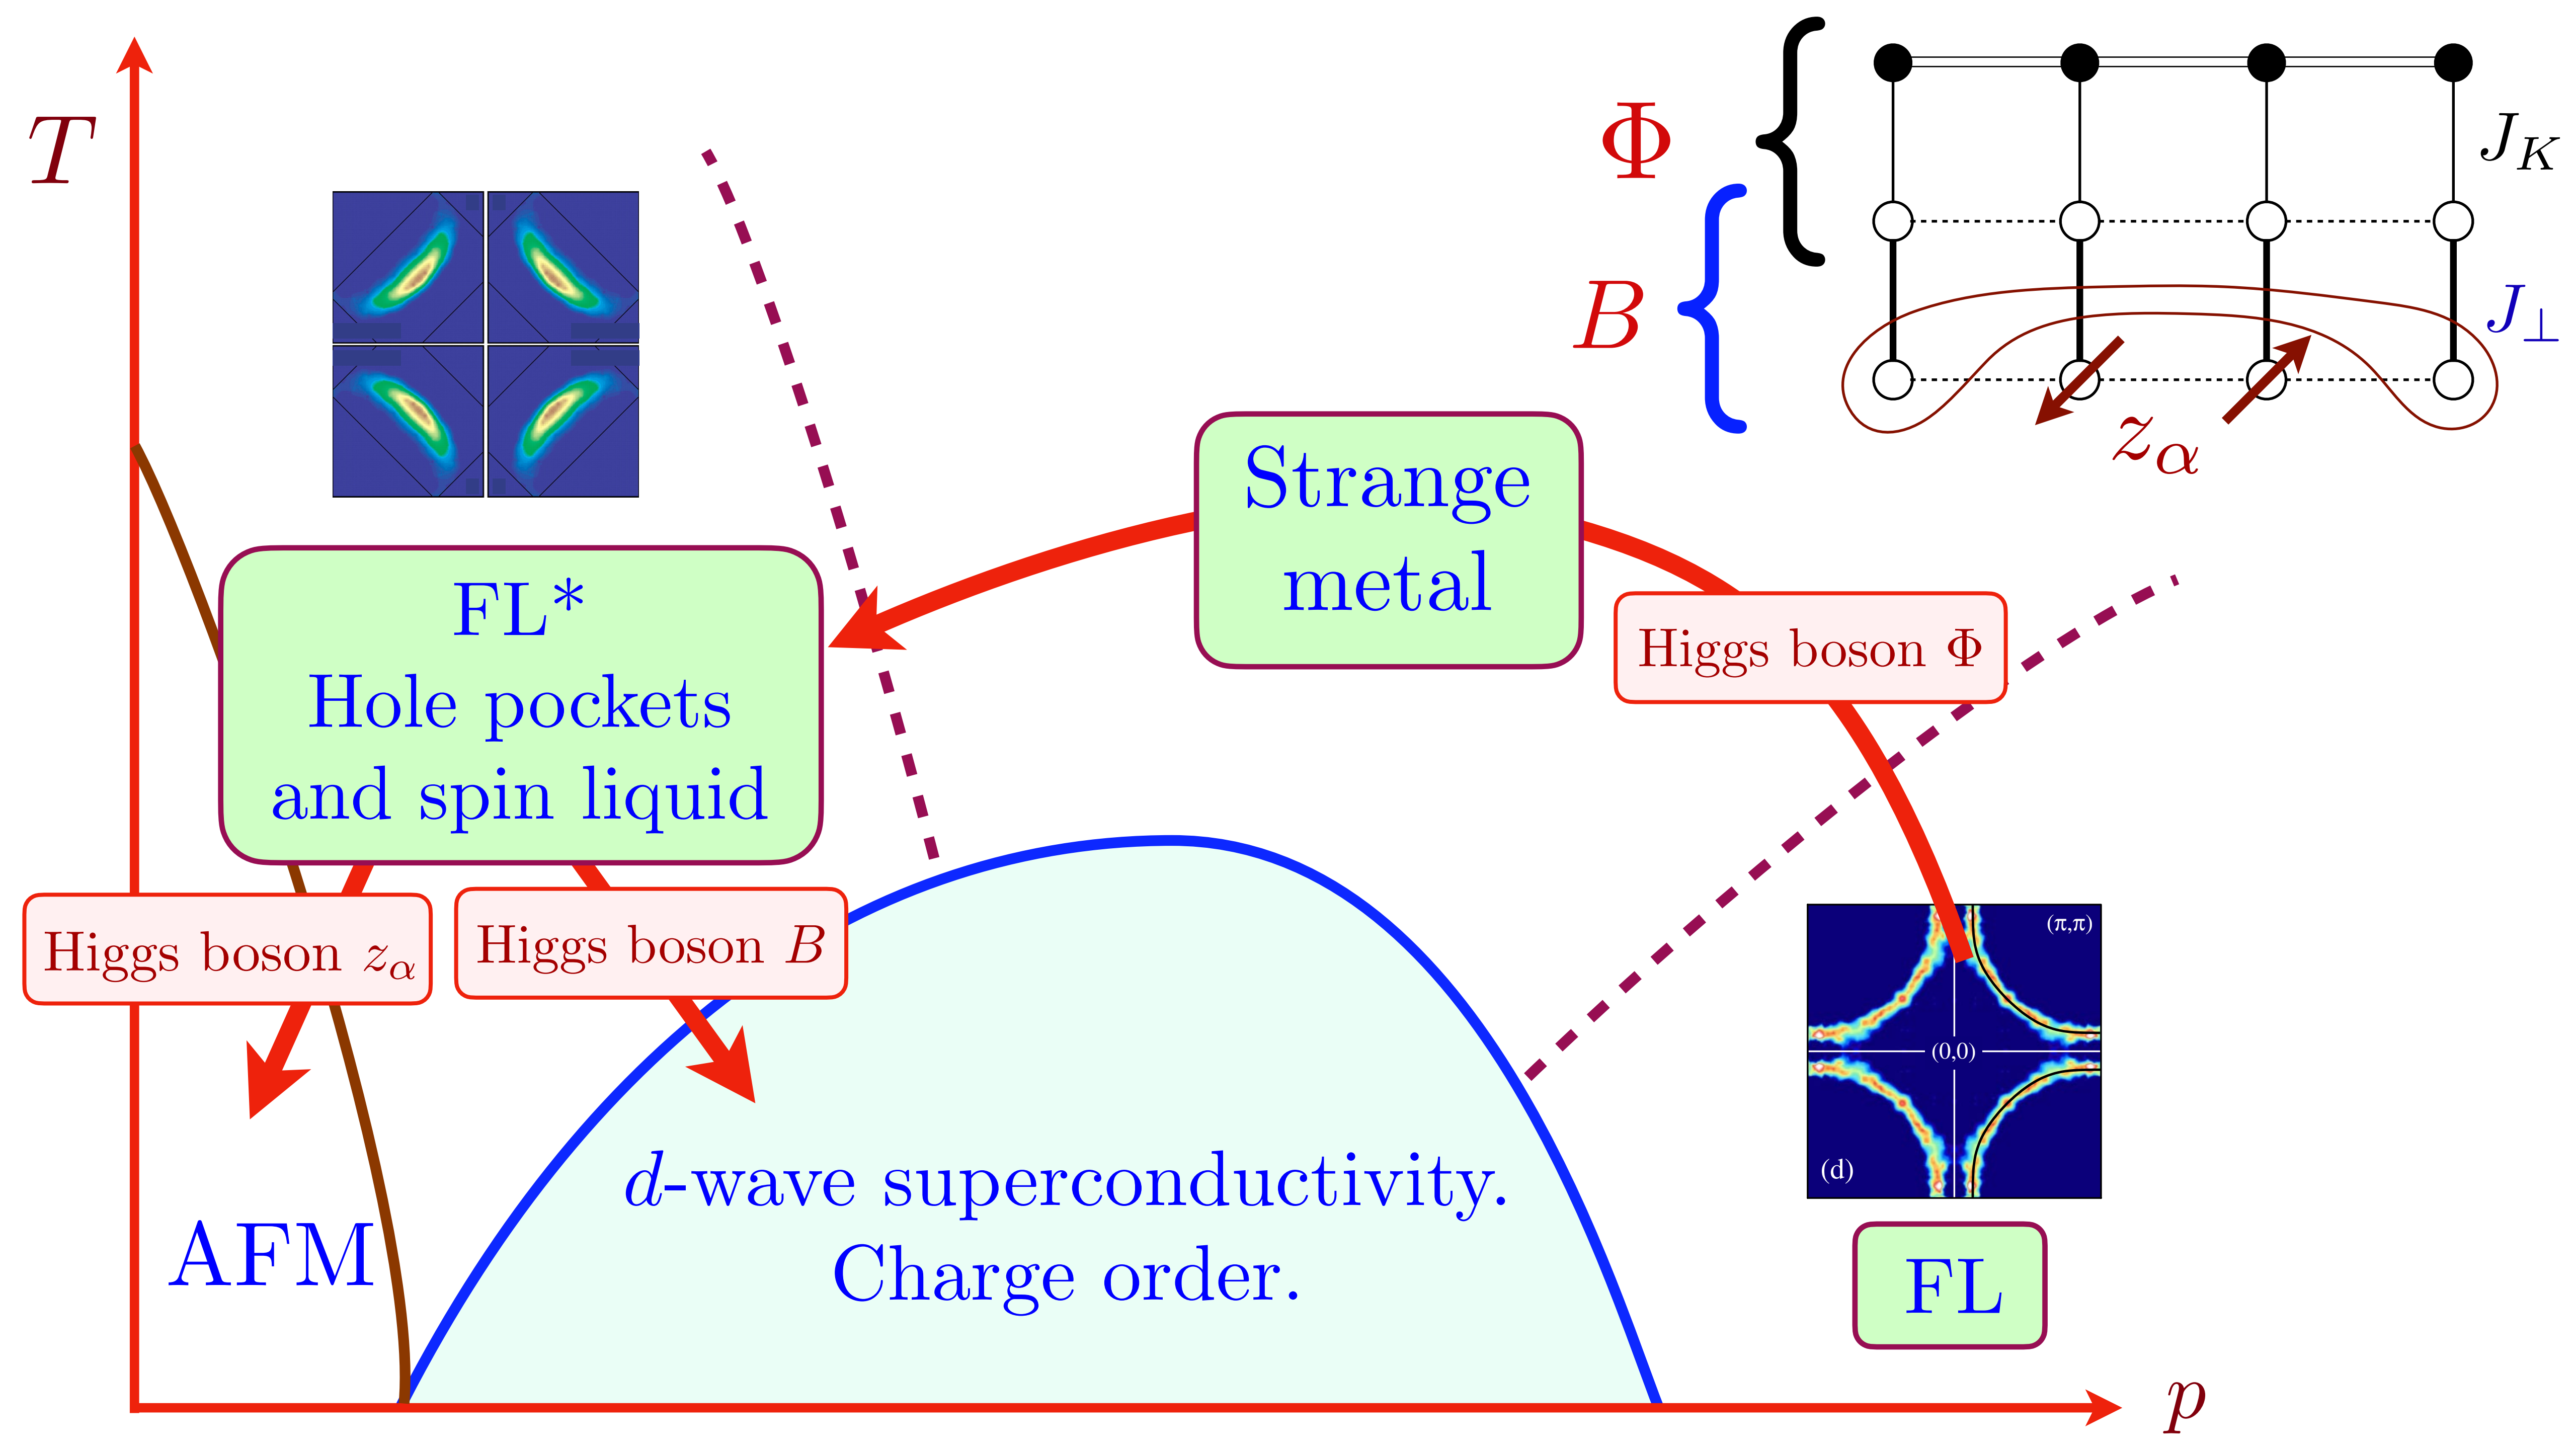 T
Φ
B
J_K
J_⊥
z_α
Strange
metal
FL*
Hole pockets
and spin liquid
Higgs boson Φ
Higgs boson z_α
Higgs boson B
(π,π)
(0,0)
(d)
d-wave superconductivity.
Charge order.
AFM
FL
p